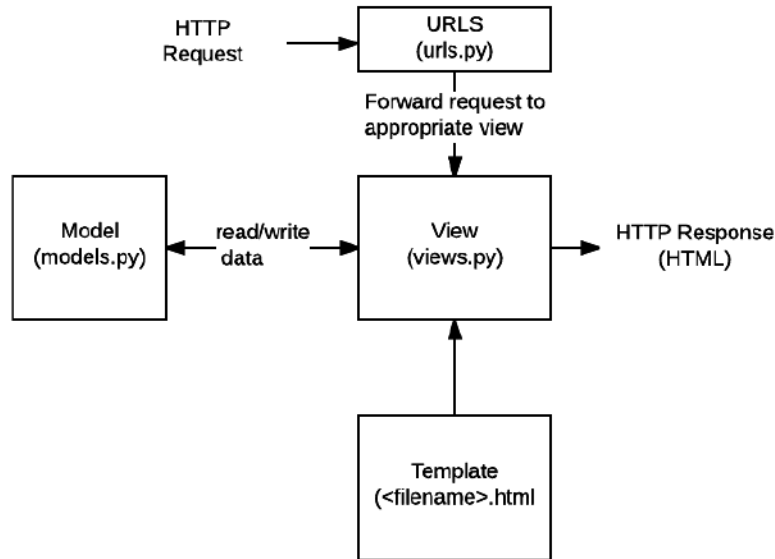 HTTP
Request
URLS
(urls.py)
Forward request to
appropriate view
Model
(models.py)
read/write
data
View
(views.py)
HTTP Response
(HTML)
Template
(<filename>.html